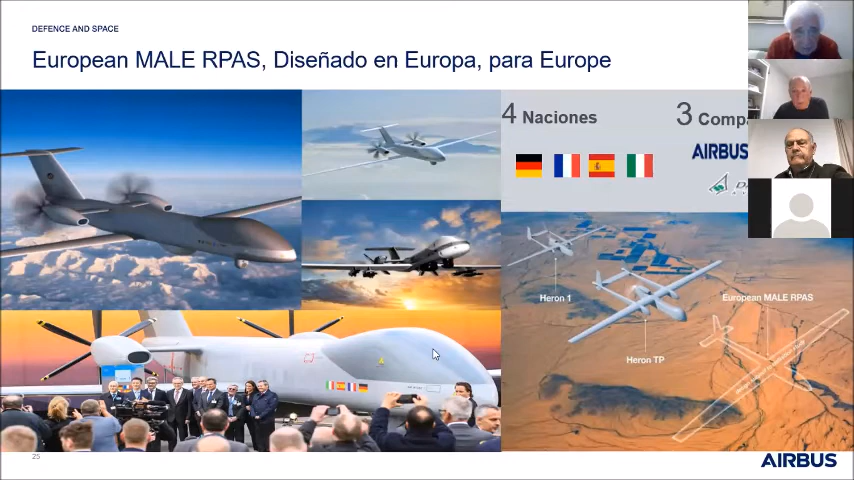 DEFENCE AND SPACE
European MALE RPAS, Diseñado en Europa, para Europe
4 Naciones
3 Compa
AIRBUS
Heron 1
European MALE RPAS
Heron TP
25
AIRBUS